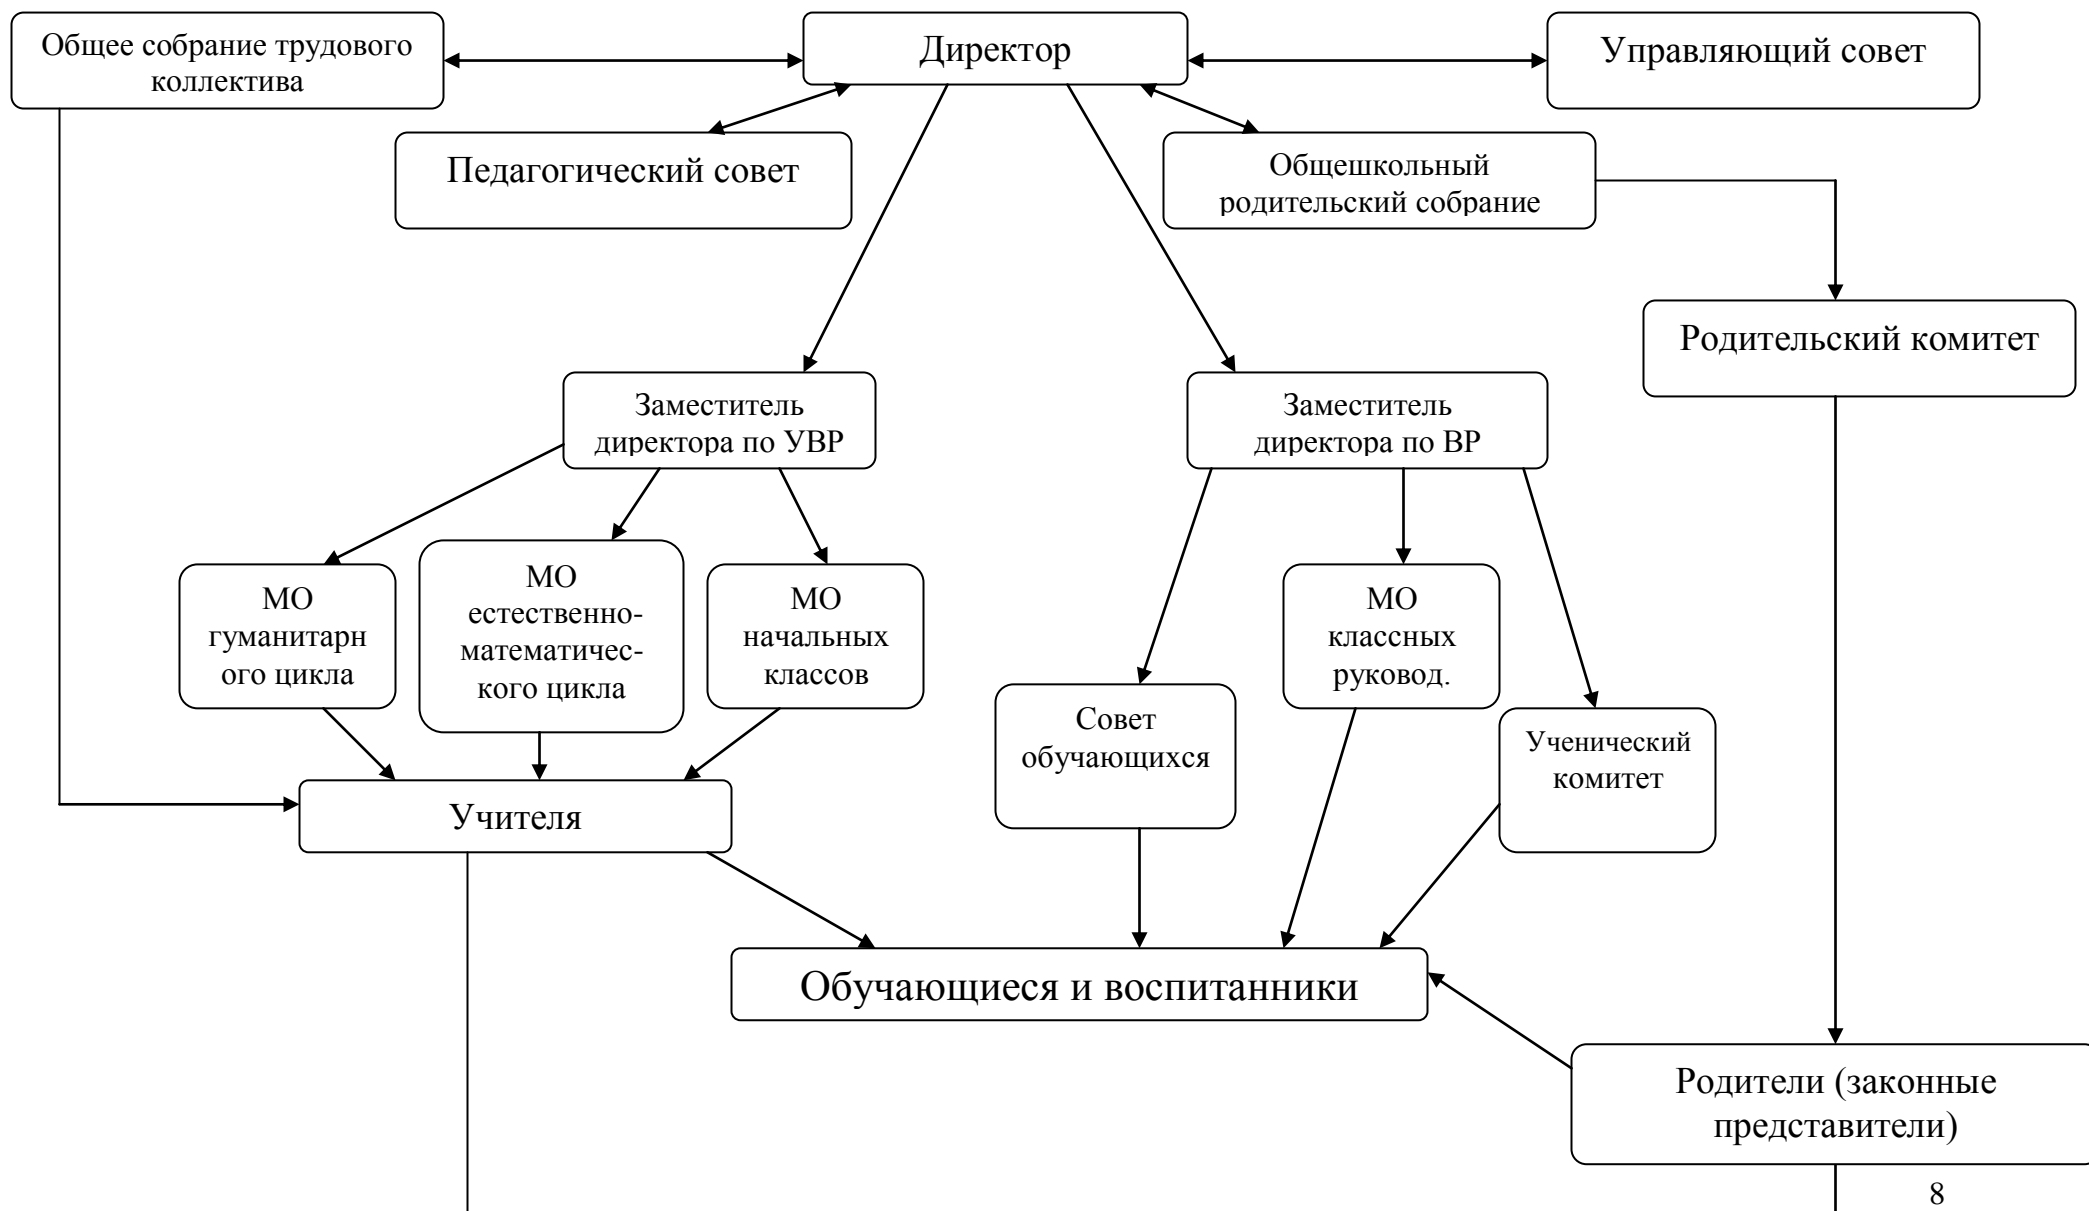 Общее собрание трудового
коллектива
Директор
Управляющий совет
Педагогический совет
Общешкольный
родительский собрание
Родительский комитет
Заместитель
директора по УВР
Заместитель
директора по ВР
МО
гуманитарн
ого цикла
МО
естественно-
математичес-
кого цикла
МО
начальных
классов
МО
классных
руковод.
Совет
обучающихся
Ученический
комитет
Учителя
Обучающиеся и воспитанники
Родители (законные
представители)
8